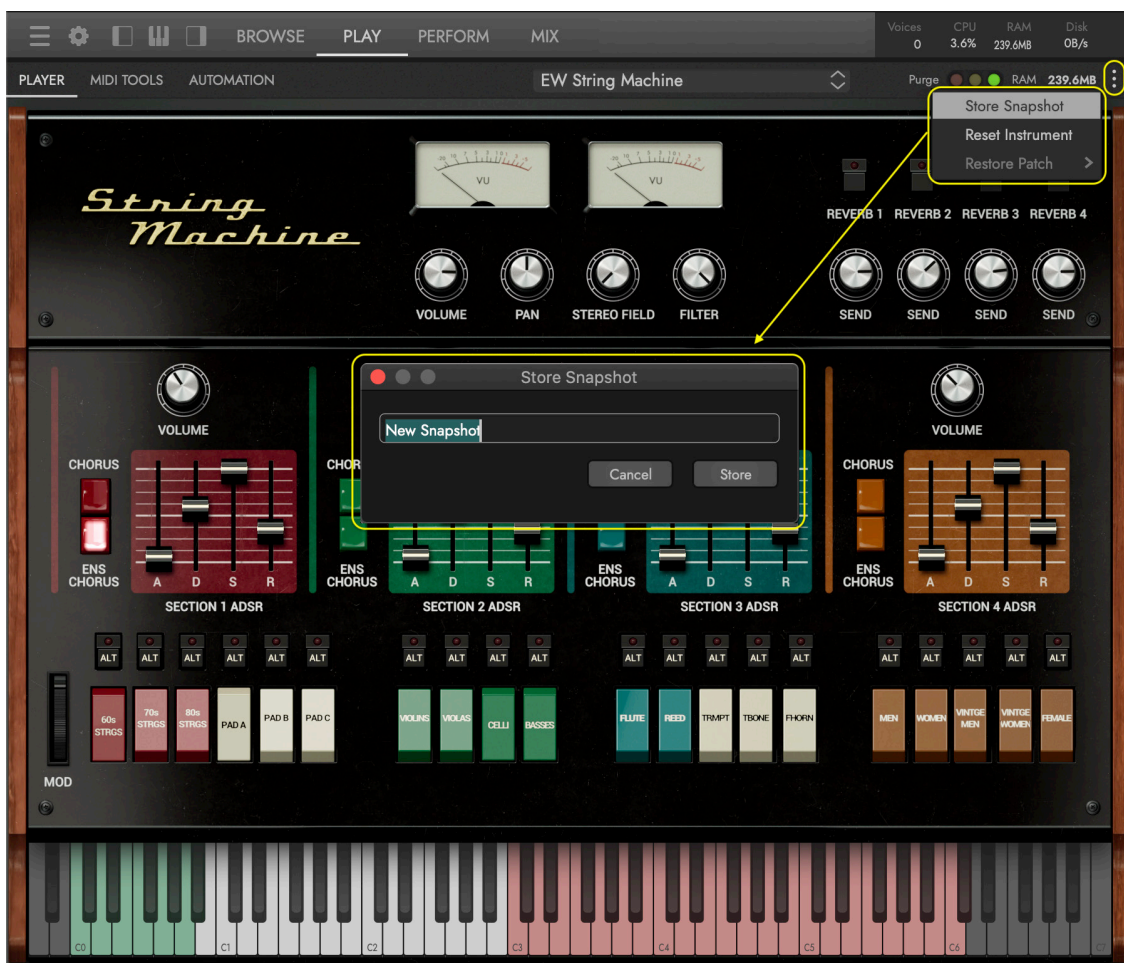 BROWSE PLAY PERFORM MIX
Voices CPU RAM Disk
0 3.6% 239.6MB 0B/s
PLAYER MIDI TOOLS AUTOMATION EW String Machine Purge RAM 239.6MB
Store Snapshot
Reset Instrument
Restore Patch >
String
Machine
VU VU
REVERB 1 REVERB 2 REVERB 3 REVERB 4
VOLUME PAN STEREO FIELD FILTER SEND SEND SEND SEND
Store Snapshot
New Snapshot
Cancel Store
VOLUME VOLUME
CHORUS CHOR CHORUS
ENS CHORUS ENS CHORUS ENS CHORUS ENS CHORUS
A D S R A D S R A D S R A D S R
SECTION 1 ADSR SECTION 2 ADSR SECTION 3 ADSR SECTION 4 ADSR
ALT ALT ALT ALT ALT ALT ALT ALT ALT ALT ALT ALT ALT ALT ALT ALT ALT ALT ALT ALT
60s STRGS 70s STRGS 80s STRGS PAD A PAD B PAD C VIOLINS VIOLAS CELLI BASSES FLUTE REED TRMPT TBONE FHORN MEN WOMEN VINTGE MEN VINTGE WOMEN FEMALE
MOD
C0 C1 C2 C3 C4 C5 C6 C7